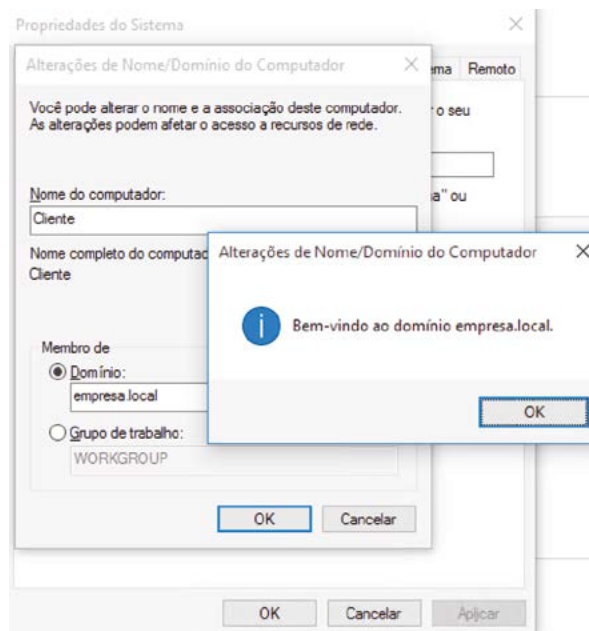 Propriedades do Sistema
Alterações de Nome/Domínio do Computador
ema Remoto
Você pode alterar o nome e a associação deste computador.
As alterações podem afetar o acesso a recursos de rede.
o seu
Nome do computador:
a" ou
Cliente
Nome completo do computad
Cliente
Alterações de Nome/Domínio do Computador
Bem-vindo ao domínio empresa.local.
OK
Membro de
Domínio:
empresa.local
Grupo de trabalho:
WORKGROUP
OK Cancelar
OK Cancelar Aplicar